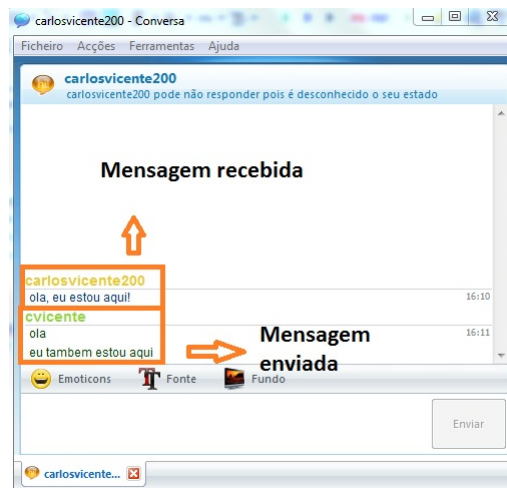 carlosvicente200 - Conversa
Ficheiro Acções Ferramentas Ajuda
carlosvicente200
carlosvicente200 pode não responder pois é desconhecido o seu estado
Mensagem recebida
carlosvicente200
ola, eu estou aqui! 16:10
cvicente
ola 16:11
eu tambem estou aqui
Mensagem
enviada
Emoticons Fonte Fundo
Enviar
carlosvicente...